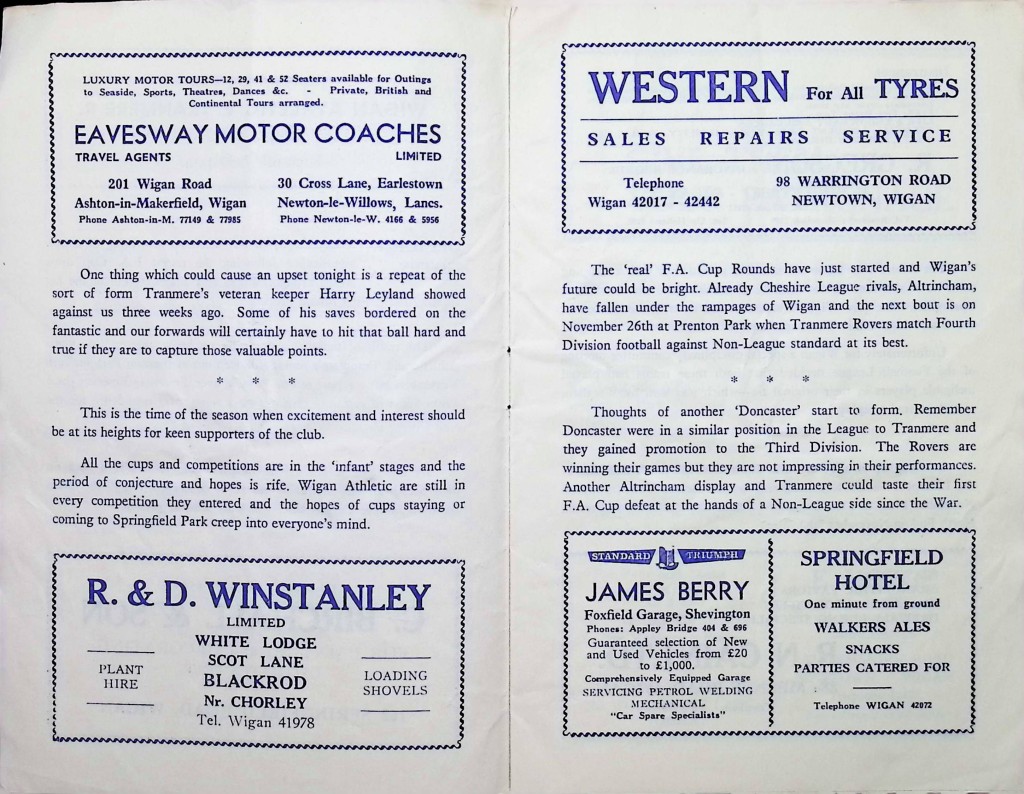 LUXURY MOTOR TOURS—12, 29, 41 & 52 Seaters available for Outings
to Seaside, Sports, Theatres, Dances &c. - Private, British and
Continental Tours arranged.
EAVESWAY MOTOR COACHES
TRAVEL AGENTS LIMITED
201 Wigan Road
Ashton-in-Makerfield, Wigan
Phone Ashton-in-M. 77149 & 77985
30 Cross Lane, Earlestown
Newton-le-Willows, Lancs.
Phone Newton-le-W. 4166 & 5956
One thing which could cause an upset tonight is a repeat of the
sort of form Tranmere's veteran keeper Harry Leyland showed
against us three weeks ago. Some of his saves bordered on the
fantastic and our forwards will certainly have to hit that ball hard and
true if they are to capture those valuable points.
* * *
This is the time of the season when excitement and interest should
be at its heights for keen supporters of the club.
All the cups and competitions are in the 'infant' stages and the
period of conjecture and hopes is rife. Wigan Athletic are still in
every competition they entered and the hopes of cups staying or
coming to Springfield Park creep into everyone's mind.
R. & D. WINSTANLEY
LIMITED
WHITE LODGE
SCOT LANE
BLACKROD
Nr. CHORLEY
Tel. Wigan 41978
PLANT
HIRE
LOADING
SHOVELS
WESTERN For All TYRES
SALES REPAIRS SERVICE
Telephone
Wigan 42017 - 42442
98 WARRINGTON ROAD
NEWTOWN, WIGAN
The 'real' F.A. Cup Rounds have just started and Wigan's
future could be bright. Already Cheshire League rivals, Altrincham,
have fallen under the rampages of Wigan and the next bout is on
November 26th at Prenton Park when Tranmere Rovers match Fourth
Division football against Non-League standard at its best.
* * *
Thoughts of another 'Doncaster' start to form. Remember
Doncaster were in a similar position in the League to Tranmere and
they gained promotion to the Third Division. The Rovers are
winning their games but they are not impressing in their performances.
Another Altrincham display and Tranmere could taste their first
F.A. Cup defeat at the hands of a Non-League side since the War.
STANDARD TRIUMPH
JAMES BERRY
Foxfield Garage, Shevington
Phones: Appley Bridge 404 & 696
Guaranteed selection of New
and Used Vehicles from £20
to £1,000.
Comprehensively Equipped Garage
SERVICING PETROL WELDING
MECHANICAL
"Car Spare Specialists"
SPRINGFIELD
HOTEL
One minute from ground
WALKERS ALES
SNACKS
PARTIES CATERED FOR
Telephone WIGAN 42072